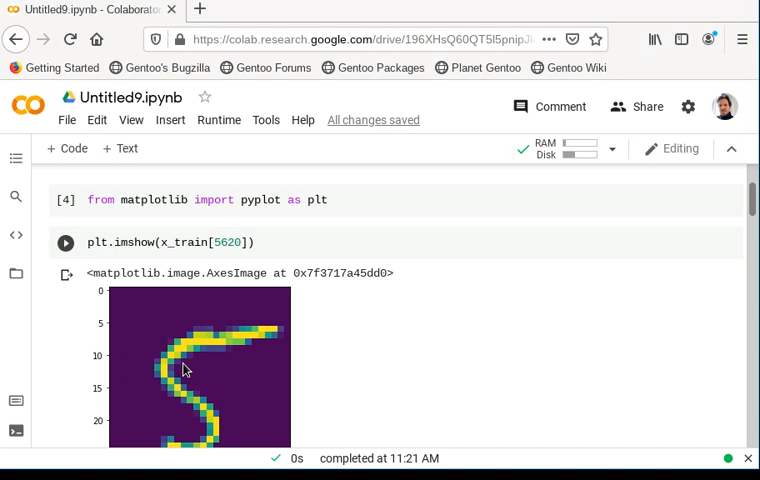 Untitled9.ipynb - Colaborator
https://colab.research.google.com/drive/196XHsQ60QT5l5pnipJ
Getting Started Gentoo's Bugzilla Gentoo Forums Gentoo Packages Planet Gentoo Gentoo Wiki
Untitled9.ipynb
Comment Share
File Edit View Insert Runtime Tools Help All changes saved
+ Code + Text RAM Disk Editing
[4] from matplotlib import pyplot as plt
plt.imshow(x_train[5620])
<matplotlib.image.AxesImage at 0x7f3717a45dd0>
0
5
10
15
20
0s completed at 11:21 AM